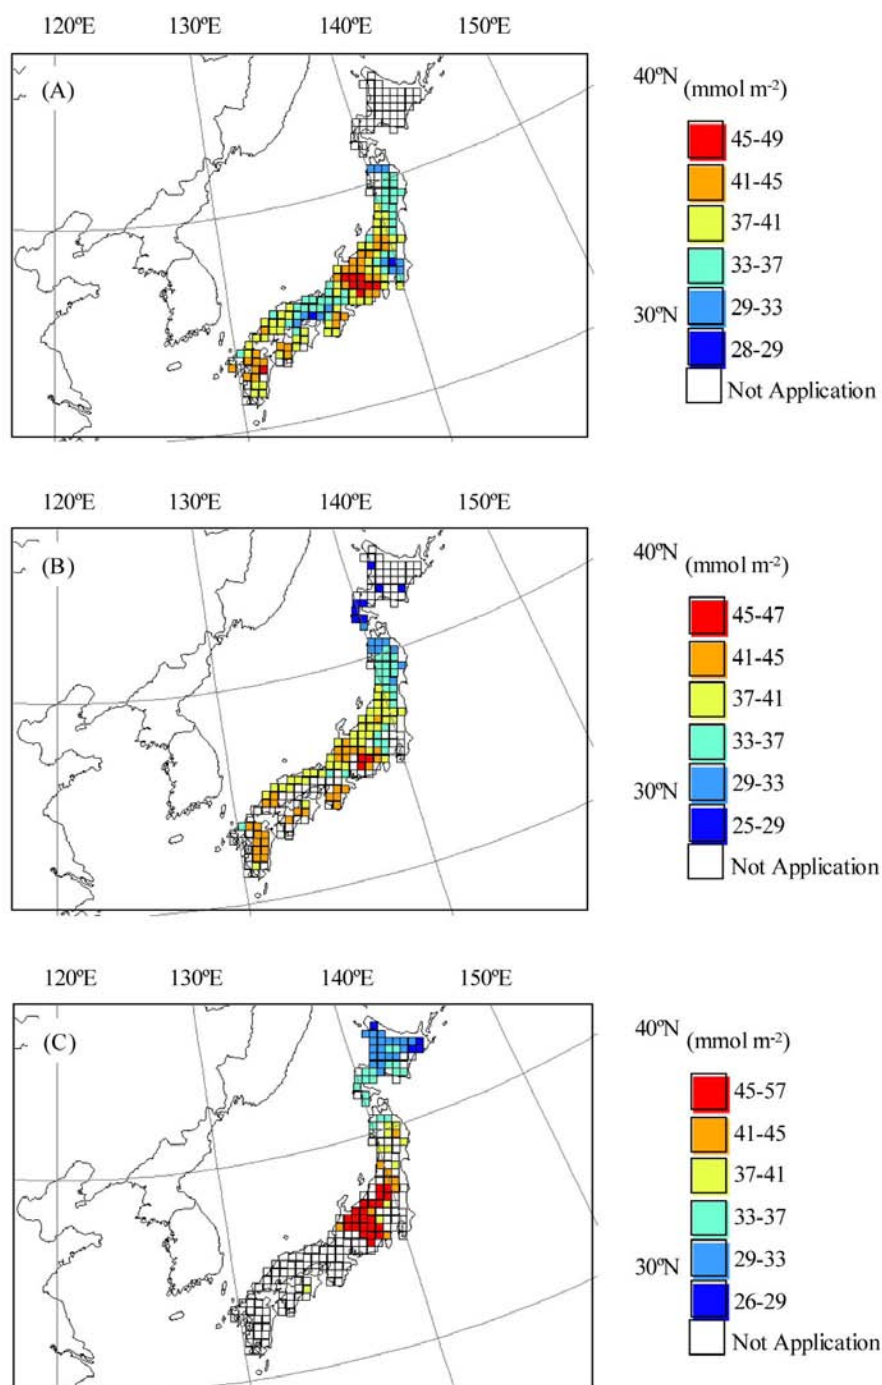 120ºE 130ºE 140ºE 150ºE
(A)
40ºN
(mmol m-2)
45-49
41-45
37-41
33-37
30ºN
29-33
28-29
Not Application
120ºE 130ºE 140ºE 150ºE
(B)
40ºN
(mmol m-2)
45-47
41-45
37-41
33-37
30ºN
29-33
25-29
Not Application
120ºE 130ºE 140ºE 150ºE
(C)
40ºN
(mmol m-2)
45-57
41-45
37-41
33-37
30ºN
29-33
26-29
Not Application